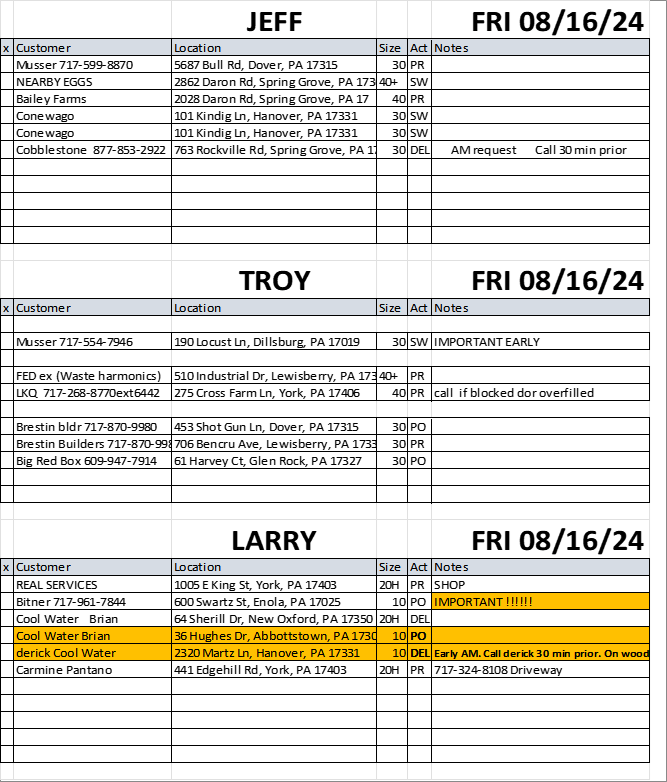 JEFF FRI 08/16/24
x Customer Location Size Act Notes
Musser 717-599-8870 5687 Bull Rd, Dover, PA 17315 30 PR
NEARBY EGGS 2862 Daron Rd, Spring Grove, PA 173 40+ SW
Bailey Farms 2028 Daron Rd, Spring Grove, PA 17 40 PR
Conewago 101 Kindig Ln, Hanover, PA 17331 30 SW
Conewago 101 Kindig Ln, Hanover, PA 17331 30 SW
Cobblestone 877-853-2922 763 Rockville Rd, Spring Grove, PA 17 30 DEL AM request Call 30 min prior
TROY FRI 08/16/24
x Customer Location Size Act Notes
Musser 717-554-7946 190 Locust Ln, Dillsburg, PA 17019 30 SW IMPORTANT EARLY
FED ex (Waste harmonics) 510 Industrial Dr, Lewisberry, PA 173 40+ PR
LKQ 717-268-8770ext6442 275 Cross Farm Ln, York, PA 17406 40 PR call if blocked dor overfilled
Brestin bldr 717-870-9980 453 Shot Gun Ln, Dover, PA 17315 30 PO
Brestin Builders 717-870-998 706 Bencru Ave, Lewisberry, PA 1733 30 PR
Big Red Box 609-947-7914 61 Harvey Ct, Glen Rock, PA 17327 30 PO
LARRY FRI 08/16/24
x Customer Location Size Act Notes
REAL SERVICES 1005 E King St, York, PA 17403 20H PR SHOP
Bitner 717-961-7844 600 Swartz St, Enola, PA 17025 10 PO IMPORTANT !!!!!!
Cool Water Brian 64 Sherill Dr, New Oxford, PA 17350 20H DEL
Cool Water Brian 36 Hughes Dr, Abbottstown, PA 1730 10 PO
derick Cool Water 2320 Martz Ln, Hanover, PA 17331 10 DEL Early AM. Call derick 30 min prior. On wood
Carmine Pantano 441 Edgehill Rd, York, PA 17403 20H PR 717-324-8108 Driveway